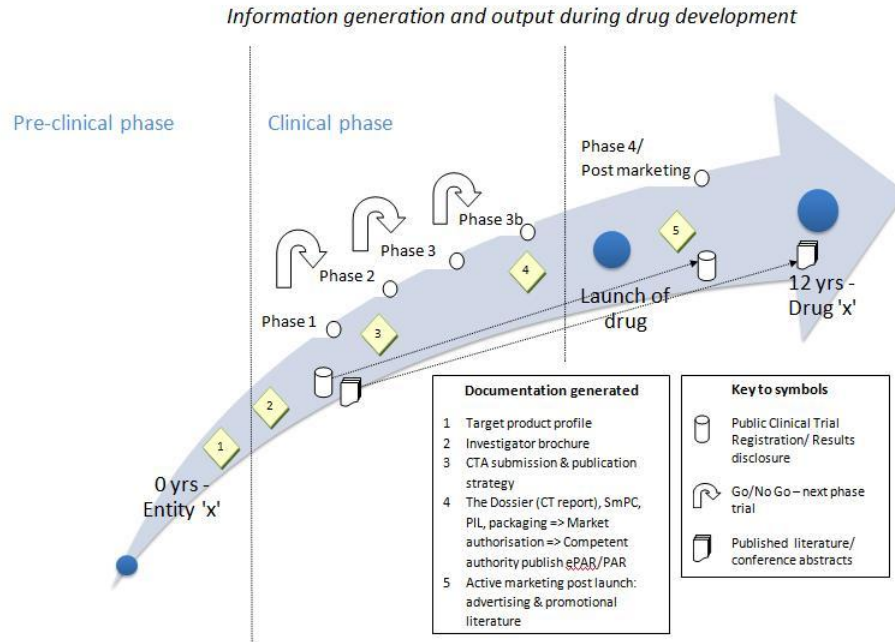 Information generation and output during drug development
Pre-clinical phase
Clinical phase
Phase 4/
Post marketing
Phase 3b
Phase 3
Phase 2
Phase 1
5
4
3
2
1
Launch of
drug
12 yrs -
Drug 'x'
0 yrs -
Entity 'x'
Documentation generated
1 Target product profile
2 Investigator brochure
3 CTA submission & publication
strategy
4 The Dossier (CT report), SmPC,
PIL, packaging => Market
authorisation => Competent
authority publish ePAR/PAR
5 Active marketing post launch:
advertising & promotional
literature
Key to symbols
Public Clinical Trial
Registration/ Results
disclosure
Go/No Go – next phase
trial
Published literature/
conference abstracts